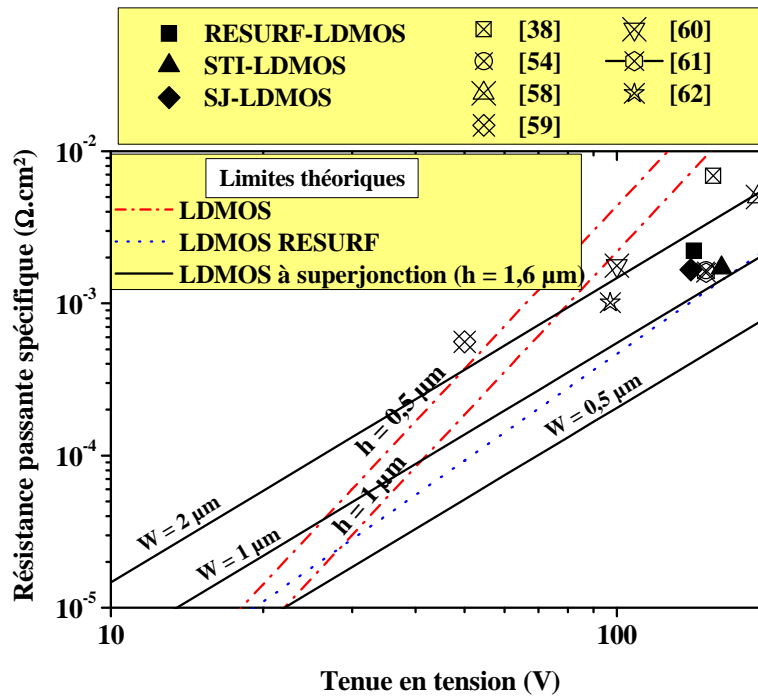 RESURF-LDMOS
STI-LDMOS
SJ-LDMOS
[38]
[54]
[58]
[59]
[60]
[61]
[62]
Résistance passante spécifique (Ω.cm²)
10⁻²
10⁻³
10⁻⁴
10⁻⁵
Limites théoriques
LDMOS
LDMOS RESURF
LDMOS à superjonction (h = 1,6 µm)
h = 0,5 µm
h = 1 µm
W = 2 µm
W = 1 µm
W = 0,5 µm
10
100
Tenue en tension (V)